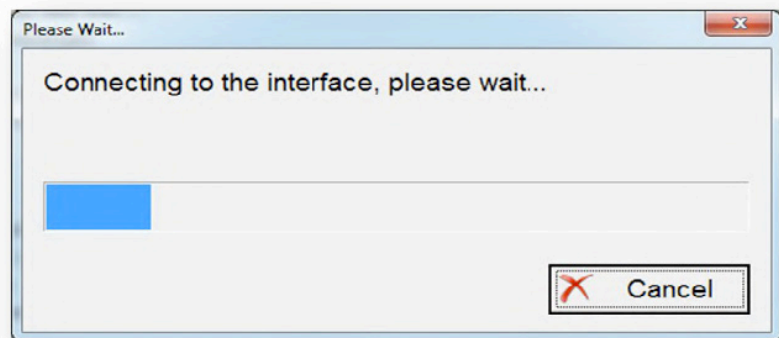 Please Wait...
Connecting to the interface, please wait...
Cancel